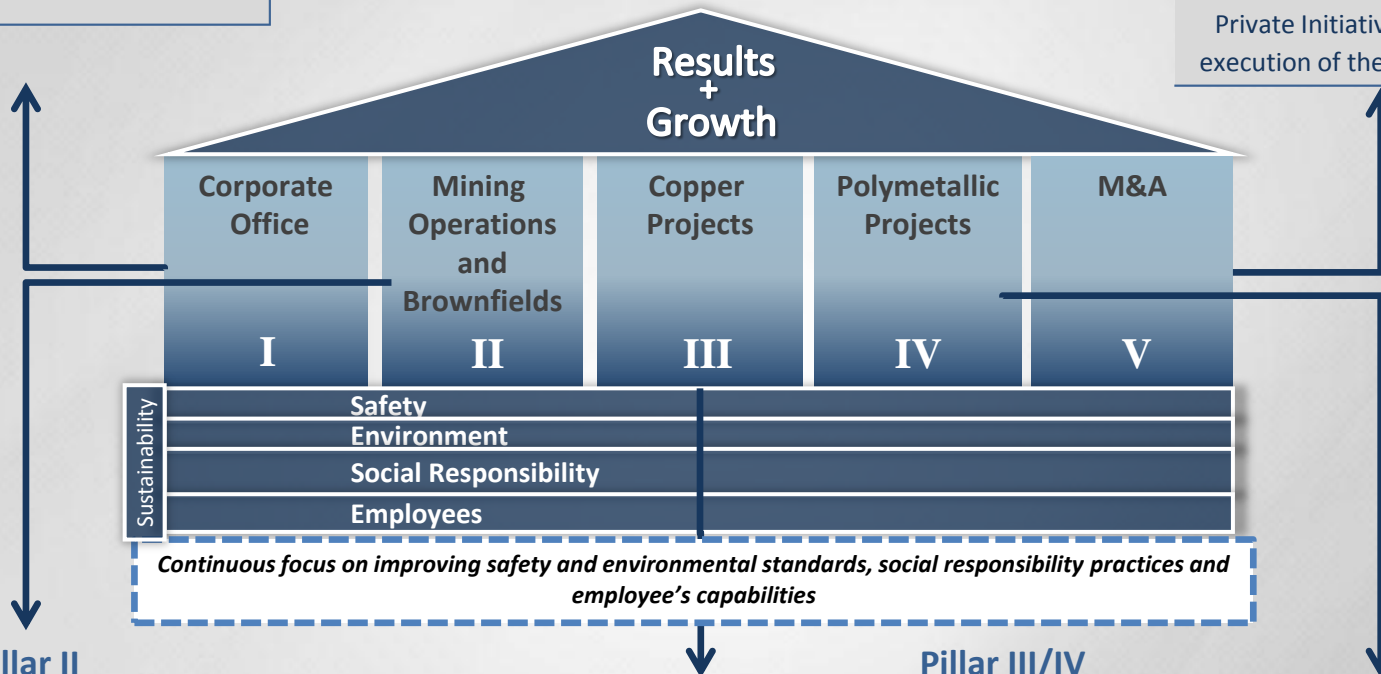 Private Initiativ
execution of the
Results
+
Growth
Corporate
Office
I
Mining
Operations
and
Brownfields
II
Copper
Projects
III
Polymetallic
Projects
IV
M&A
V
Sustainability
Safety
Environment
Social Responsibility
Employees
Continuous focus on improving safety and environmental standards, social responsibility practices and
employee’s capabilities
llar II
Pillar III/IV